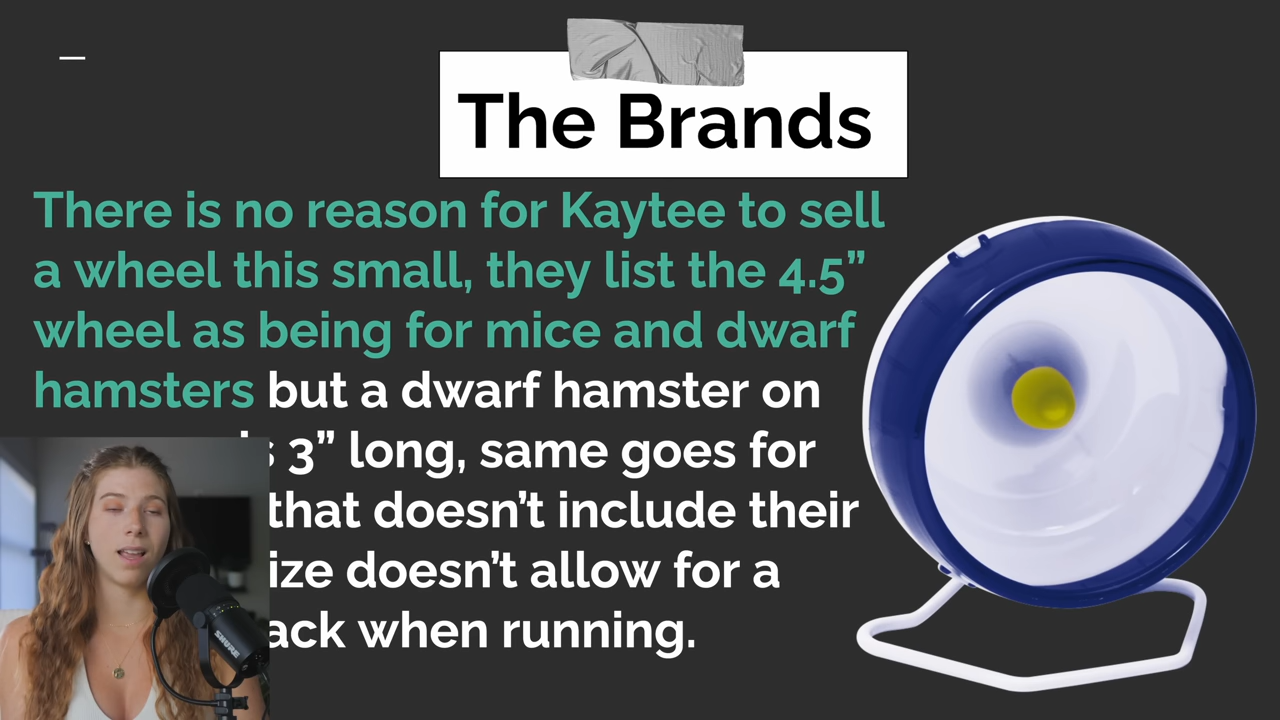 The Brands
There is no reason for Kaytee to sell
a wheel this small, they list the 4.5”
wheel as being for mice and dwarf
hamsters but a dwarf hamster on
3” long, same goes for
that doesn’t include their
doesn’t allow for a
when running.
SHURE